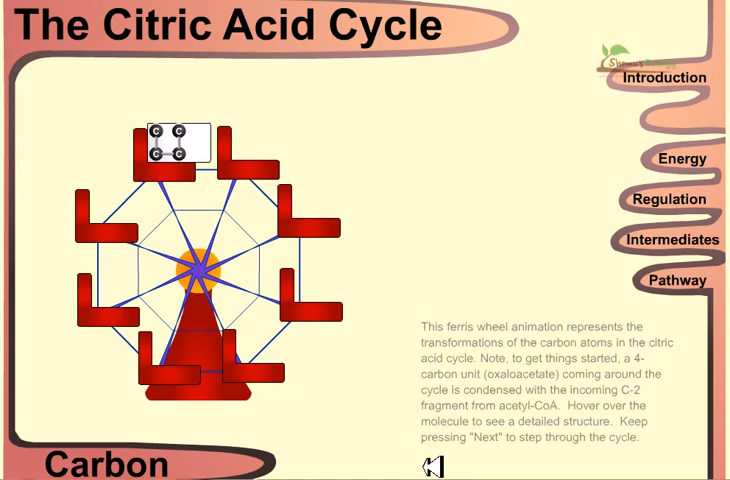 The Citric Acid Cycle
Shomu's Biology
Introduction
Energy
Regulation
Intermediates
Pathway
C C
C C
This ferris wheel animation represents the
transformations of the carbon atoms in the citric
acid cycle. Note, to get things started, a 4-
carbon unit (oxaloacetate) coming around the
cycle is condensed with the incoming C-2
fragment from acetyl-CoA. Hover over the
molecule to see a detailed structure. Keep
pressing "Next" to step through the cycle.
Carbon